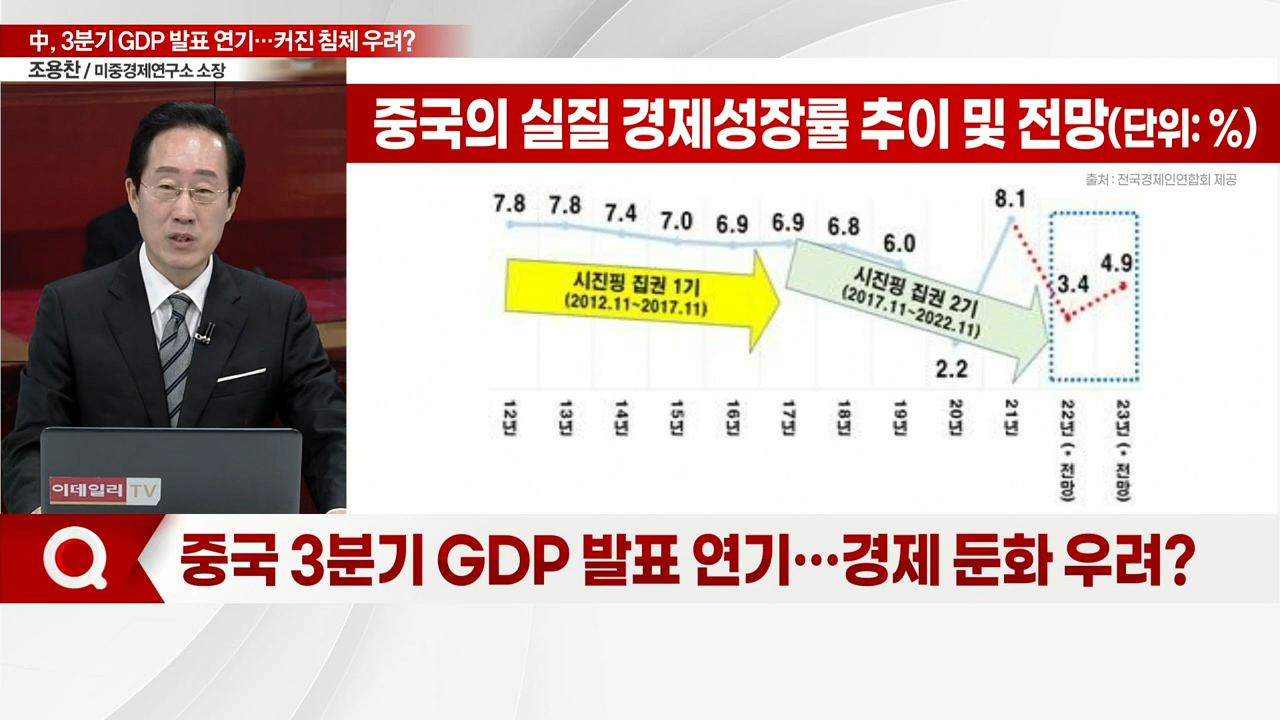 中, 3분기 GDP 발표 연기…커진 침체 우려?
조용찬 / 미중경제연구소 소장
중국의 실질 경제성장률 추이 및 전망(단위: %)
출처 : 전국경제인연합회 제공
7.8 7.8 7.4 7.0 6.9 6.9 6.8 6.0 2.2 8.1 3.4 4.9
시진핑 집권 1기
(2012.11~2017.11)
시진핑 집권 2기
(2017.11~2022.11)
12년 13년 14년 15년 16년 17년 18년 19년 20년 21년 22년(* 전망) 23년(* 전망)
이데일리 TV
중국 3분기 GDP 발표 연기…경제 둔화 우려?